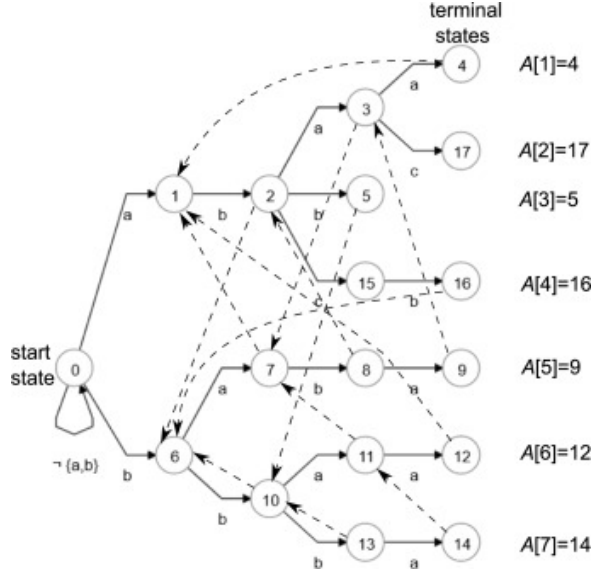 terminal
states
4
A[1]=4
a
3
a
c
17
A[2]=17
1
2
5
A[3]=5
a
b
b
15
16
A[4]=16
c
b
start
state
0
7
8
9
A[5]=9
a
b
a
¬ {a,b}
b
6
11
12
A[6]=12
a
a
b
10
13
14
A[7]=14
b
a